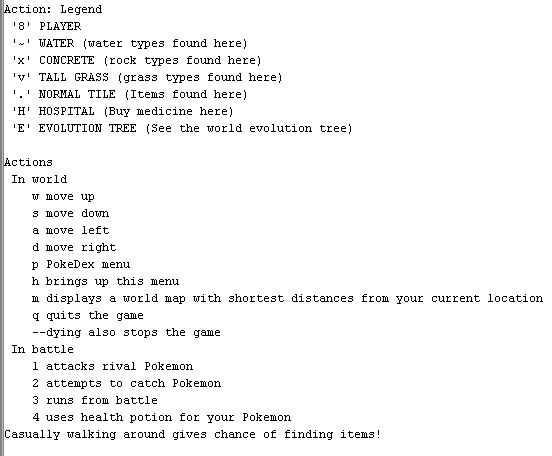 Action: Legend
'8' PLAYER
'~' WATER (water types found here)
'x' CONCRETE (rock types found here)
'v' TALL GRASS (grass types found here)
'.' NORMAL TILE (Items found here)
'H' HOSPITAL (Buy medicine here)
'E' EVOLUTION TREE (See the world evolution tree)
Actions
In world
w move up
s move down
a move left
d move right
p PokeDex menu
h brings up this menu
m displays a world map with shortest distances from your current location
q quits the game
--dying also stops the game
In battle
1 attacks rival Pokemon
2 attempts to catch Pokemon
3 runs from battle
4 uses health potion for your Pokemon
Casually walking around gives chance of finding items!